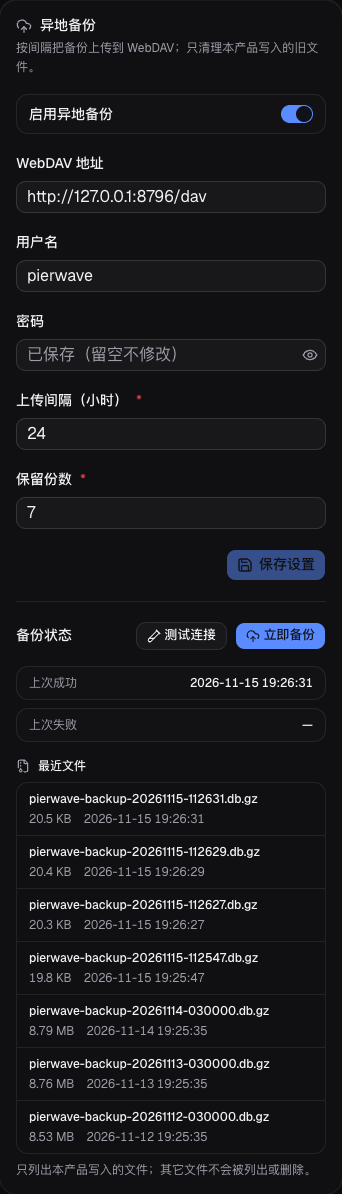 异地备份
按间隔把备份上传到 WebDAV；只清理本产品写入的旧文
件。
启用异地备份
WebDAV 地址
http://127.0.0.1:8796/dav
用户名
pierwave
密码
已保存（留空不修改）
上传间隔（小时） *
24
保留份数 *
7
保存设置
备份状态
测试连接
立即备份
上次成功 2026-11-15 19:26:31
上次失败 —
最近文件
pierwave-backup-20261115-112631.db.gz
20.5 KB 2026-11-15 19:26:31
pierwave-backup-20261115-112629.db.gz
20.4 KB 2026-11-15 19:26:29
pierwave-backup-20261115-112627.db.gz
20.3 KB 2026-11-15 19:26:27
pierwave-backup-20261115-112547.db.gz
19.8 KB 2026-11-15 19:25:47
pierwave-backup-20261114-030000.db.gz
8.79 MB 2026-11-14 19:25:35
pierwave-backup-20261113-030000.db.gz
8.76 MB 2026-11-13 19:25:35
pierwave-backup-20261112-030000.db.gz
8.53 MB 2026-11-12 19:25:35
只列出本产品写入的文件；其它文件不会被列出或删除。